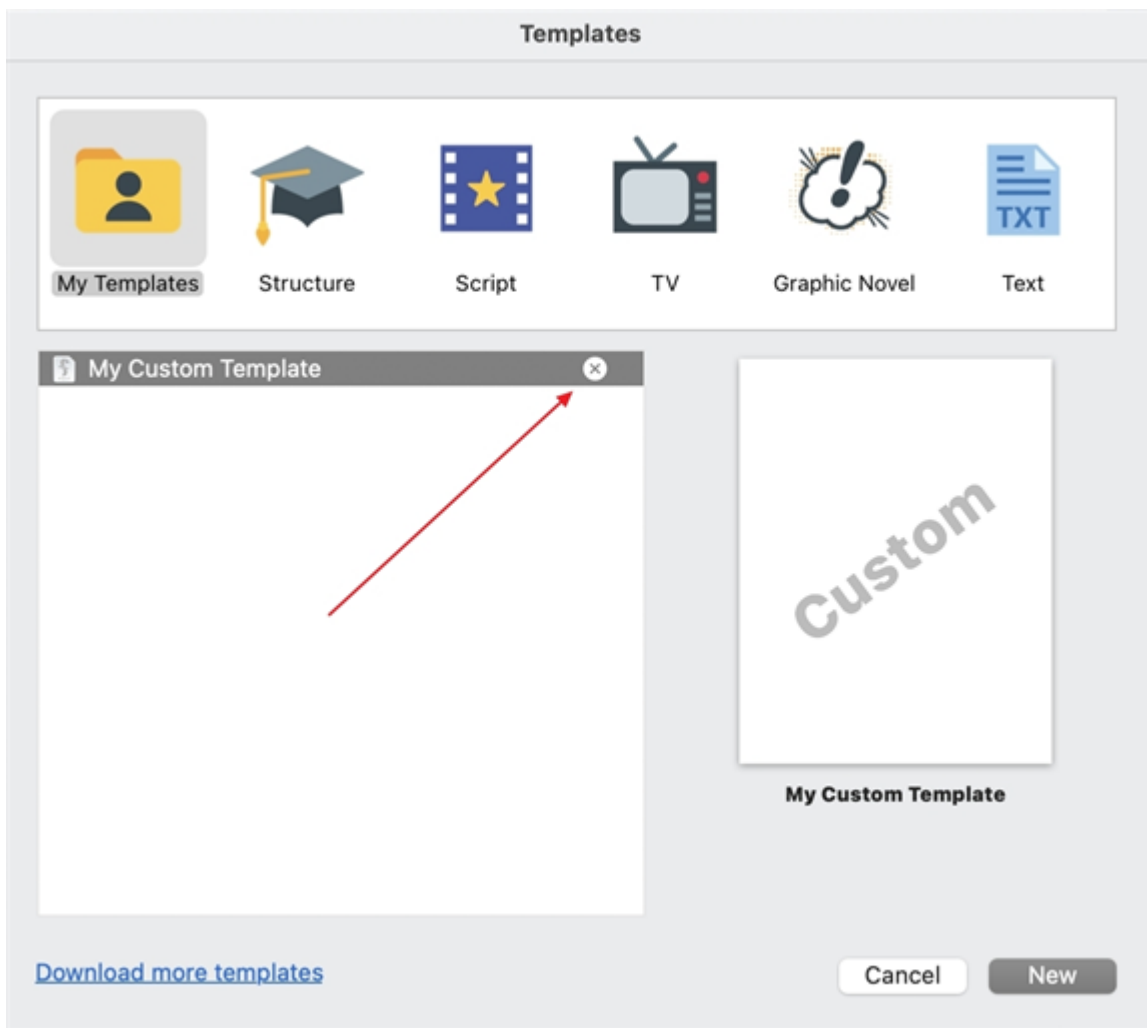 Templates
My Templates
Structure
Script
TV
Graphic Novel
TXT
Text
My Custom Template
Custom
My Custom Template
Download more templates
Cancel
New